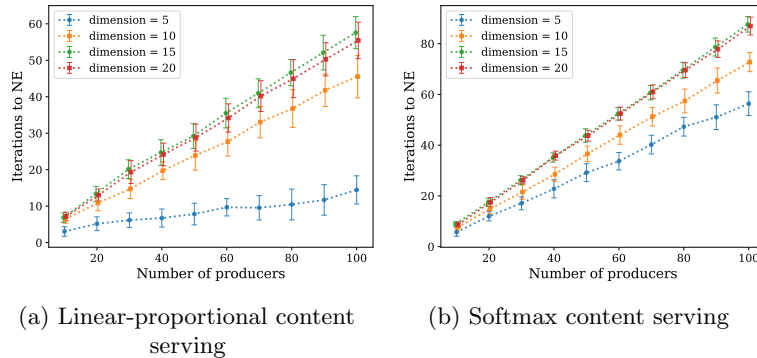 dimension = 5
dimension = 10
dimension = 15
dimension = 20
Iterations to NE
60
50
40
30
20
10
0
20
40
60
80
100
Number of producers
(a) Linear-proportional content
serving
dimension = 5
dimension = 10
dimension = 15
dimension = 20
Iterations to NE
80
60
40
20
0
20
40
60
80
100
Number of producers
(b) Softmax content serving